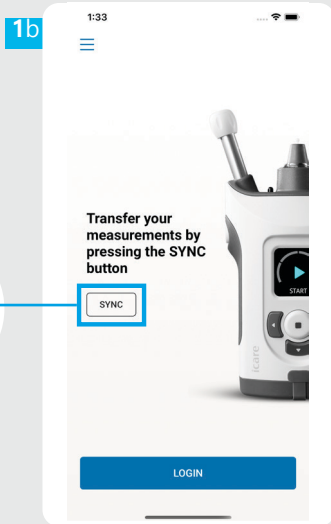 1b
1:33
Transfer your
measurements by
pressing the SYNC
button
SYNC
START
icare
LOGIN